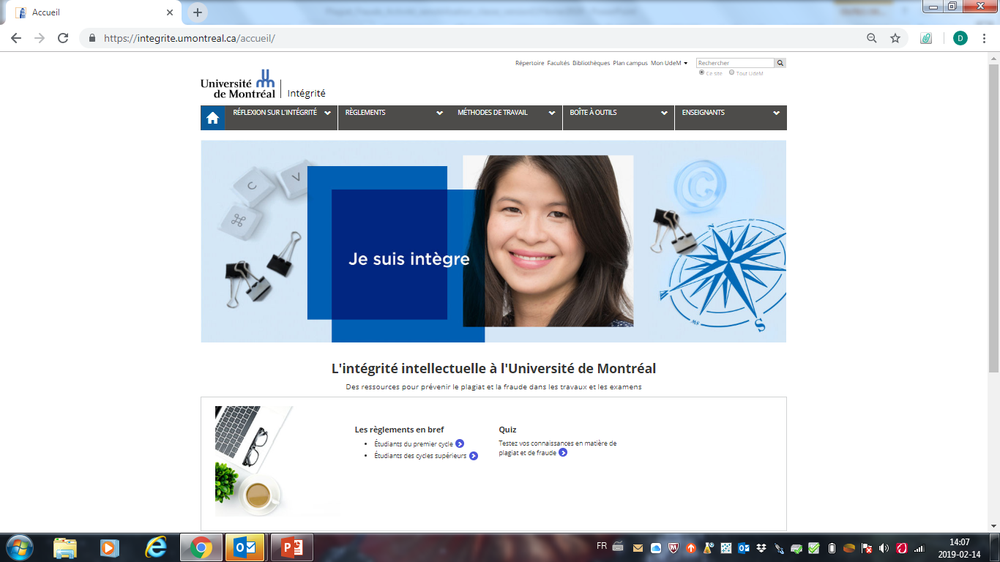 Accueil
https://integrite.umontreal.ca/accueil/
D
Répertoire Facultés Bibliothèques Plan campus Mon UdeM
Rechercher
Ce site Tout UdeM
Université
de Montréal
Intégrité
RÉFLEXION SUR L'INTÉGRITÉ RÈGLEMENTS MÉTHODES DE TRAVAIL BOÎTE À OUTILS ENSEIGNANTS
C
V
⌘
©
Je suis intègre
S
L'intégrité intellectuelle à l'Université de Montréal
Des ressources pour prévenir le plagiat et la fraude dans les travaux et les examens
Les règlements en bref
• Étudiants du premier cycle
• Étudiants des cycles supérieurs
Quiz
Testez vos connaissances en matière de
plagiat et de fraude
FR
14:07
2019-02-14